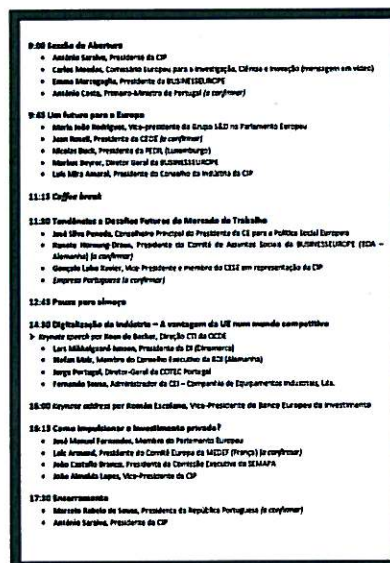 9:00 Sessão de Abertura
António Saraiva, Presidente da CIP
Carlos Moedas, Comissário Europeu para a Investigação, Ciência e Inovação (mensagem em vídeo)
Emma Marcegaglia, Presidente da BUSINESSEUROPE
António Costa, Primeiro-Ministro de Portugal (a confirmar)
9:45 Um futuro para a Europa
Maria João Rodrigues, Vice-presidente do Grupo S&D no Parlamento Europeu
Joan Rosell, Presidente da CEOE (a confirmar)
Nicolas Buck, Presidente da FEDIL (Luxemburgo)
Markus Beyrer, Diretor Geral da BUSINESSEUROPE
Luís Mira Amaral, Presidente do Conselho da Indústria da CIP
11:15 Coffee break
11:30 Tendências e Desafios Futuros do Mercado de Trabalho
José Silva Peneda, Conselheiro Principal do Presidente da CE para a Política Social Europeia
Renate Hornung-Draus, Presidente do Comité de Assuntos Sociais da BUSINESSEUROPE (BDA –
Alemanha) (a confirmar)
Gonçalo Lobo Xavier, Vice-Presidente e membro do CESE em representação da CIP
Empresa Portuguesa (a confirmar)
12:45 Pausa para almoço
14:30 Digitalização da Indústria – A vantagem da UE num mundo competitivo
Keynote speech por Koen de Backer, Direção CTI da OCDE
Lars Mikkelgaard-Jensen, Presidente da DI (Dinamarca)
Stefan Mair, Membro do Conselho Executivo da BDI (Alemanha)
Jorge Portugal, Diretor-Geral da COTEC Portugal
Fernando Sousa, Administrador da CEI – Companhia de Equipamentos Industriais, Lda.
16:00 Keynote address por Román Escolano, Vice-Presidente do Banco Europeu de Investimento
16:15 Como impulsionar o investimento privado?
José Manuel Fernandes, Membro do Parlamento Europeu
Loïc Armand, Presidente do Comité Europa da MEDEF (França) (a confirmar)
João Castello Branco, Presidente da Comissão Executiva da SEMAPA
João Almeida Lopes, Vice-Presidente da CIP
17:30 Encerramento
Marcelo Rebelo de Sousa, Presidente da República Portuguesa (a confirmar)
António Saraiva, Presidente da CIP